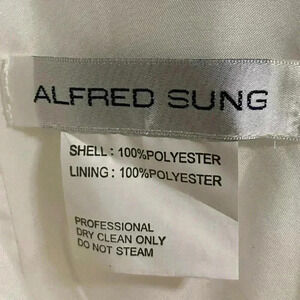 ALFRED SUNG
SHELL : 100%POLYESTER
LINING : 100%POLYESTER
PROFESSIONAL
DRY CLEAN ONLY
DO NOT STEAM